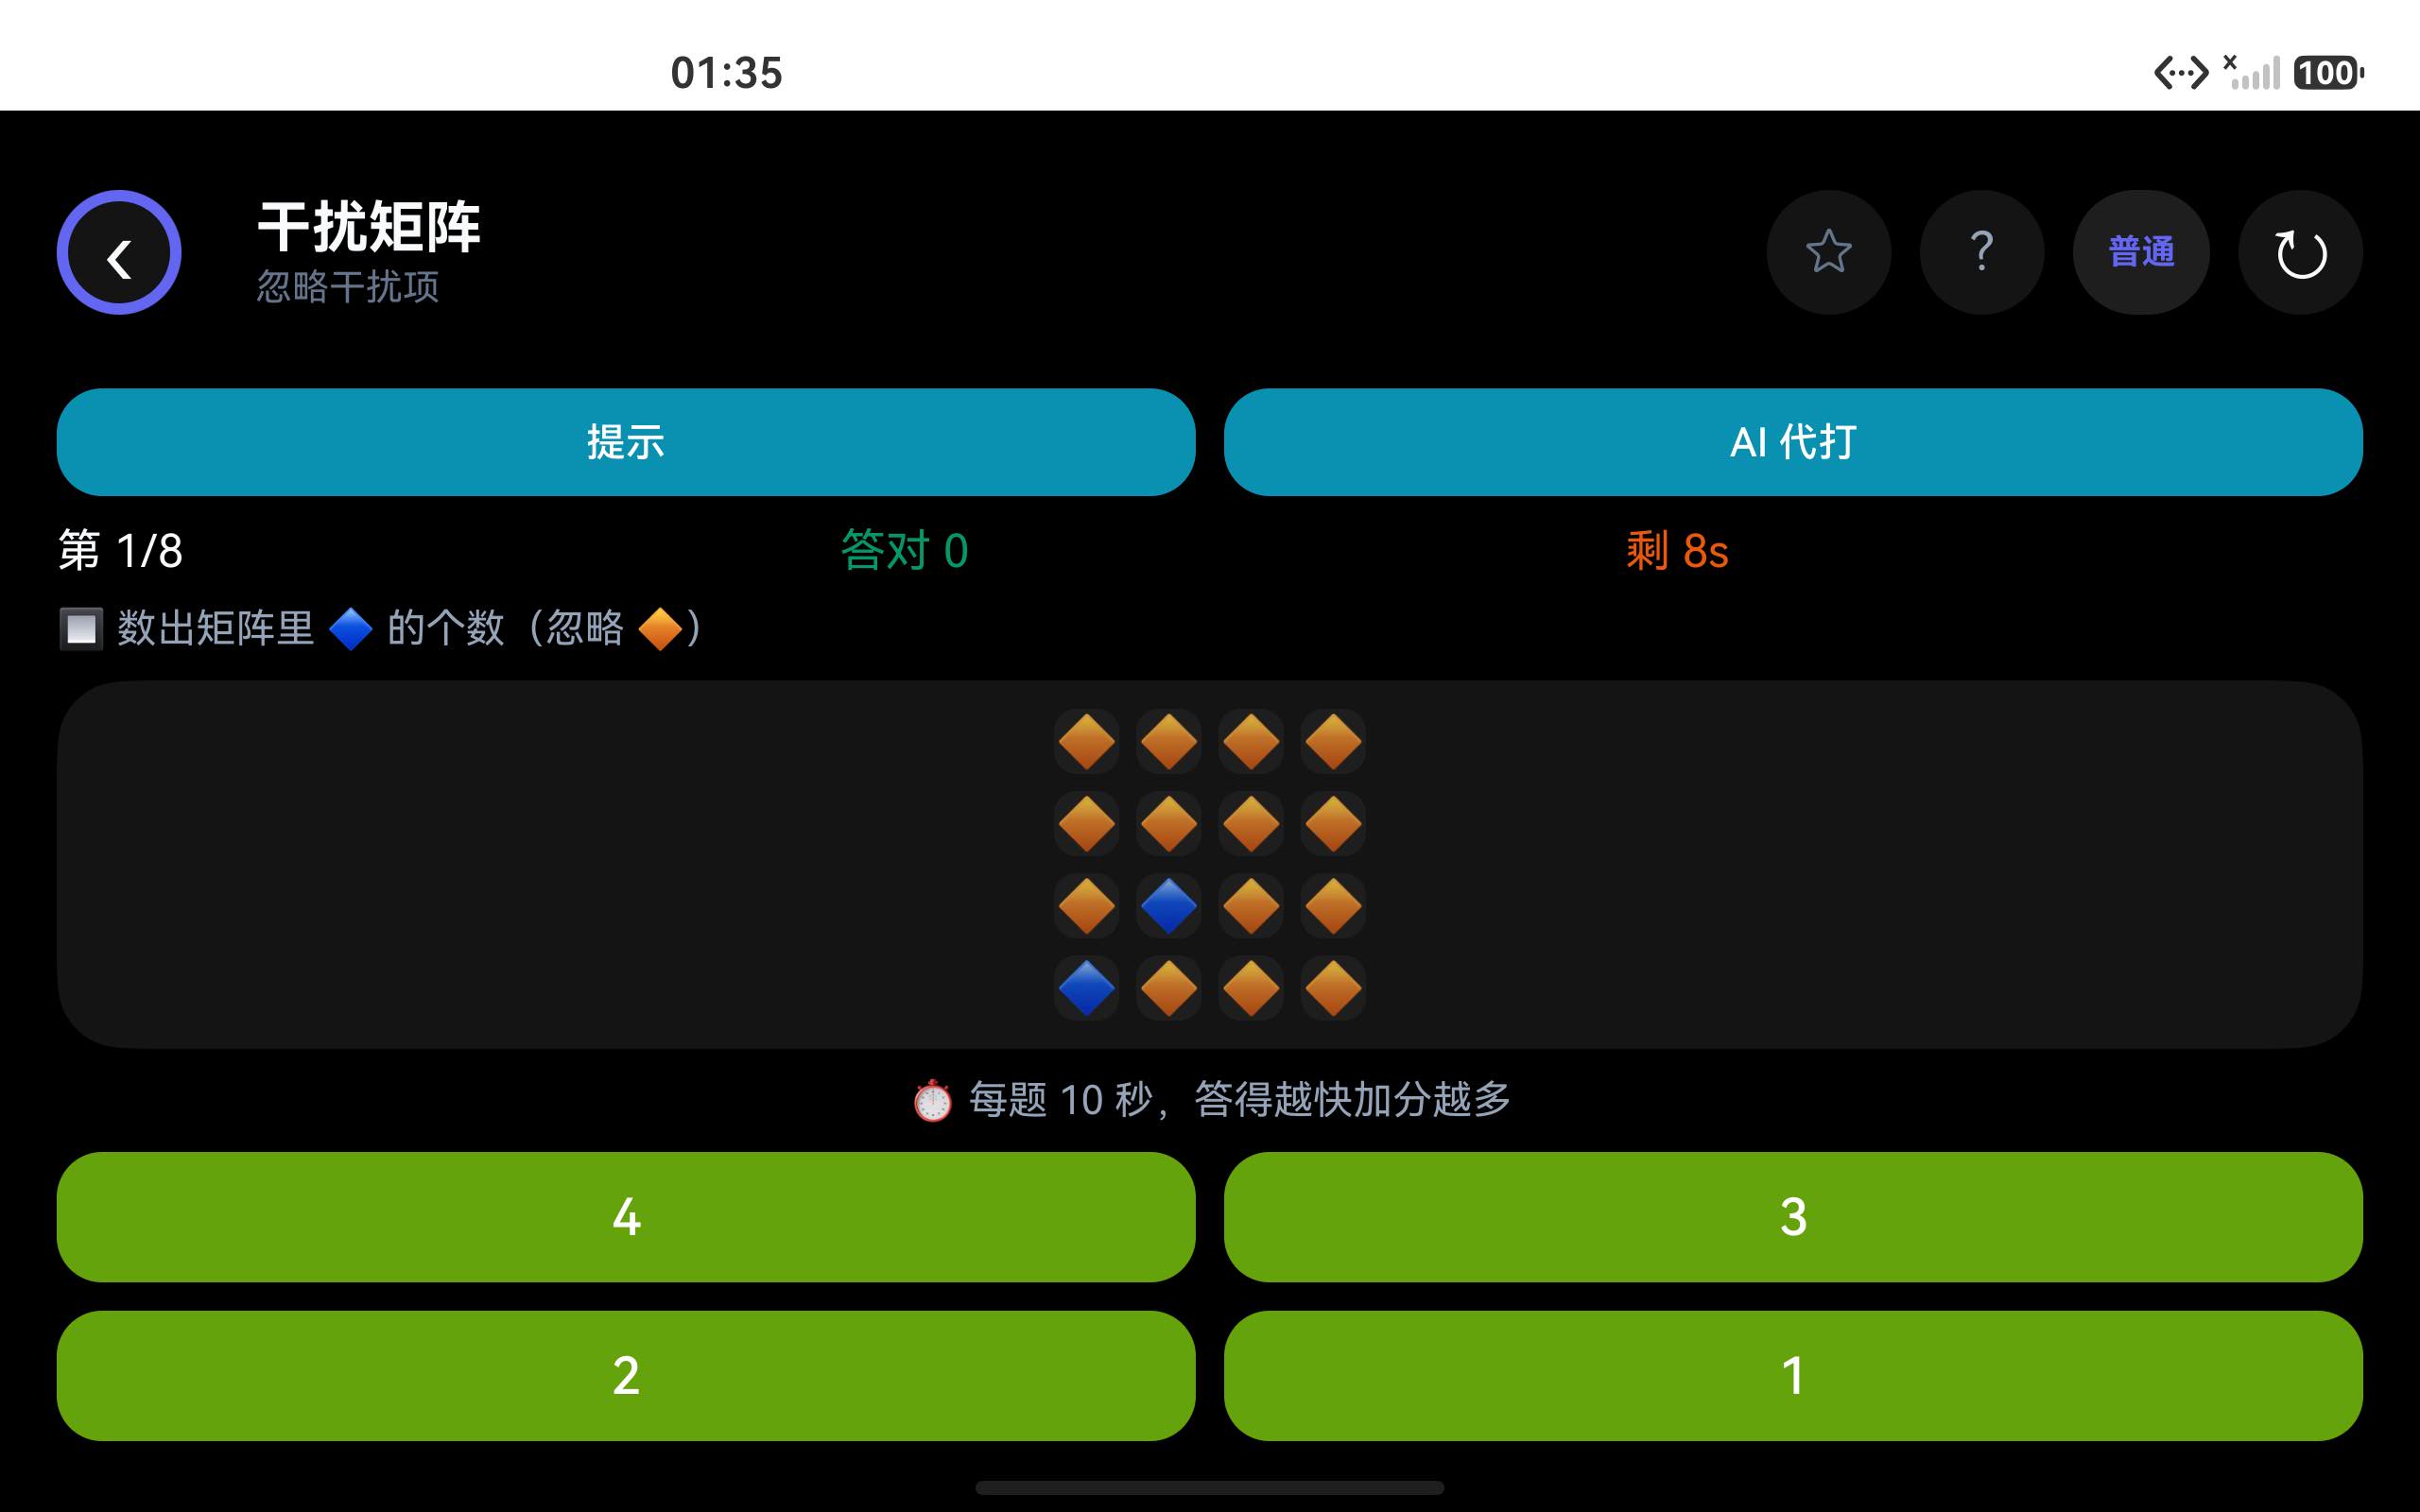 01:35
100
干扰矩阵
忽略干扰项
?
普通
提示
AI 代打
第 1/8
答对 0
剩 8s
🔲 数出矩阵里 🔷 的个数（忽略 🔶）
⏱ 每题 10 秒，答得越快加分越多
4
3
2
1